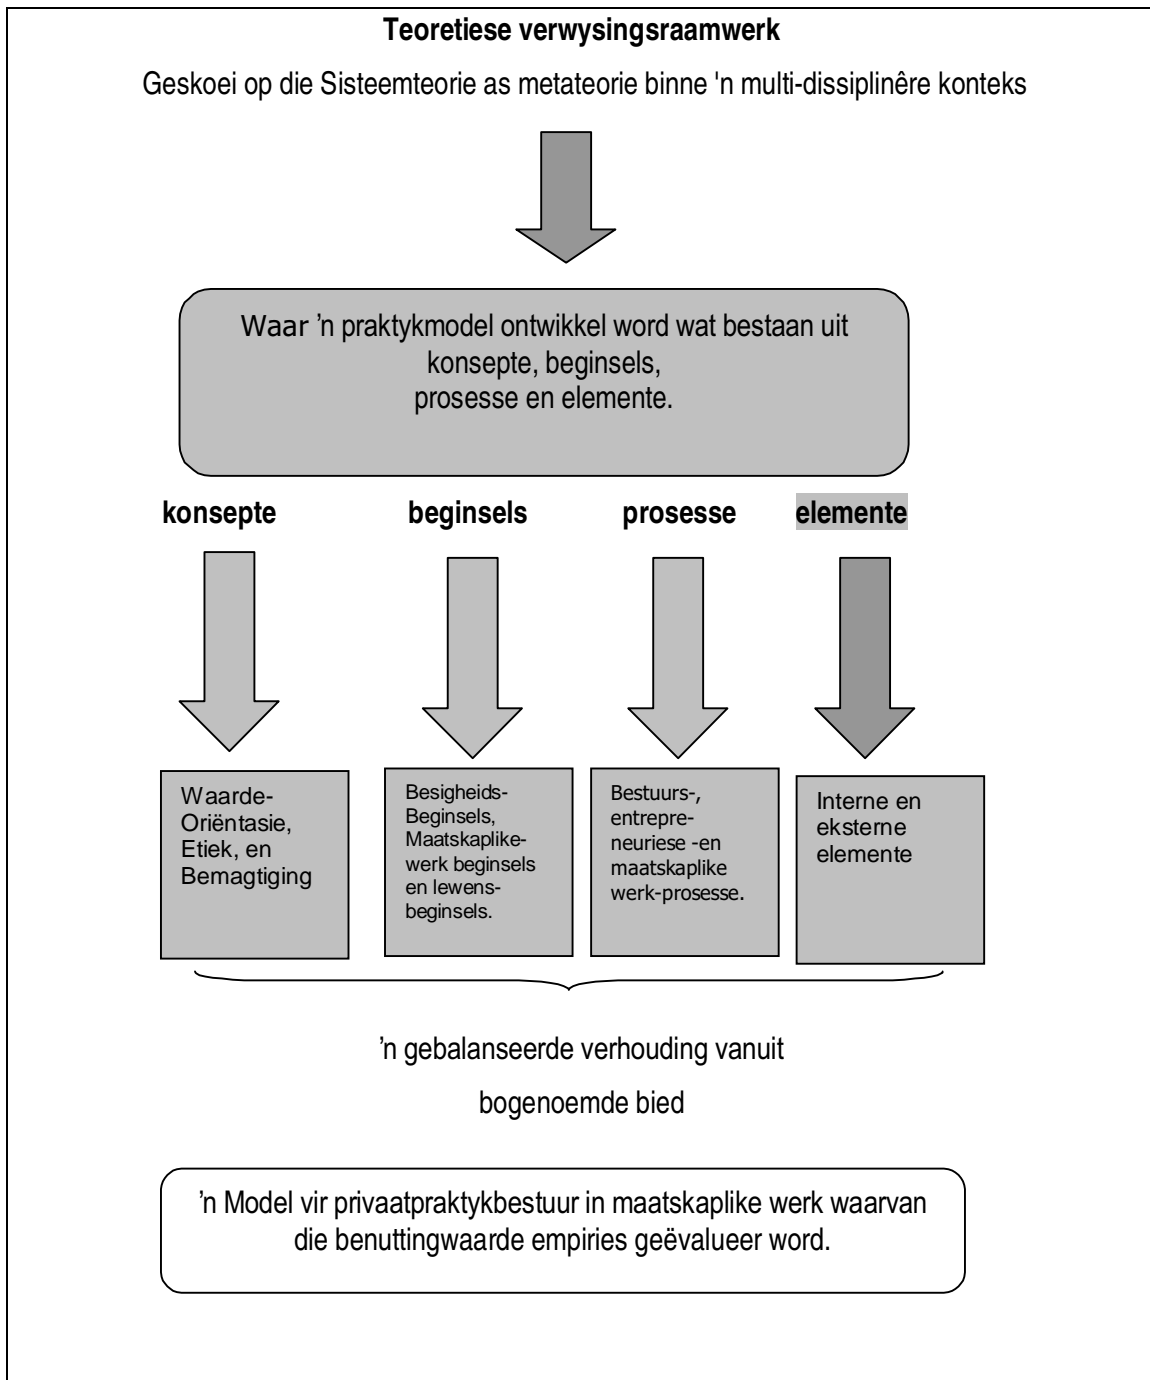 Teoretiese verwysingsraamwerk
Geskoei op die Sisteemteorie as metateorie binne 'n multi-dissiplinêre konteks
Waar ’n praktykmodel ontwikkel word wat bestaan uit
konsepte, beginsels,
prosesse en elemente.
konsepte
beginsels
prosesse
elemente
Waarde-
Oriëntasie,
Etiek, en
Bemagtiging
Besigheids-
Beginsels,
Maatskaplike-
werk beginsels
en lewens-
beginsels.
Bestuurs-,
entrepre-
neuriese -en
maatskaplike
werk-prosesse.
Interne en
eksterne
elemente
’n gebalanseerde verhouding vanuit
bogenoemde bied
’n Model vir privaatpraktykbestuur in maatskaplike werk waarvan
die benuttingwaarde empiries geëvalueer word.